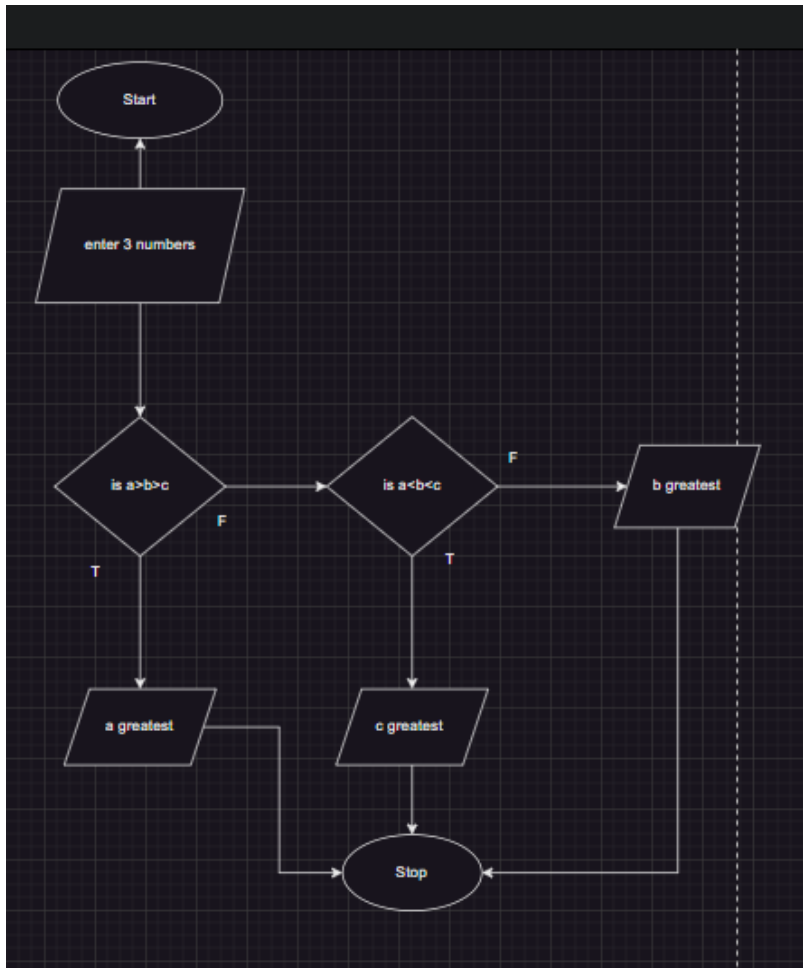 Start
enter 3 numbers
is a>b>c
F
T
is a<b<c
F
T
b greatest
a greatest
c greatest
Stop